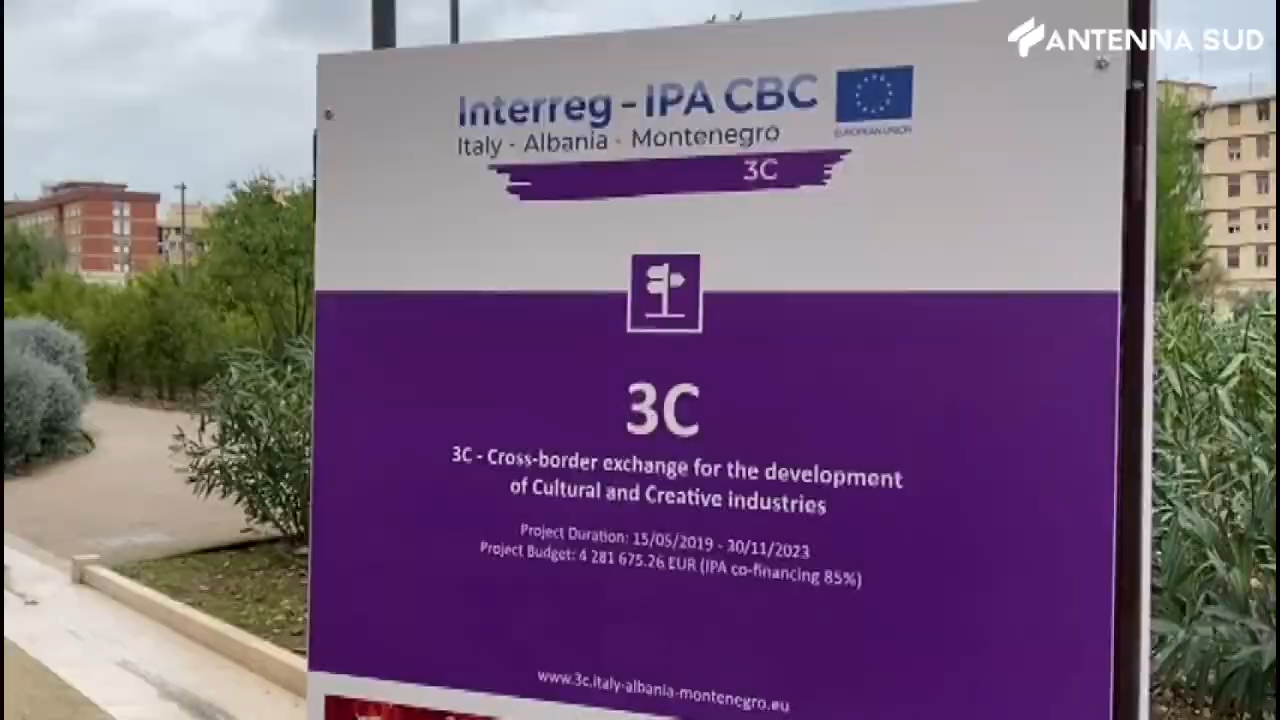 ANTENNA SUD
Interreg - IPA CBC
EUROPEAN UNION
Italy - Albania - Montenegro
3C
3C
3C - Cross-border exchange for the development
of Cultural and Creative industries
Project Duration: 15/05/2019 - 30/11/2023
Project Budget: 4 281 675.26 EUR (IPA co-financing 85%)
www.3c.italy-albania-montenegro.eu